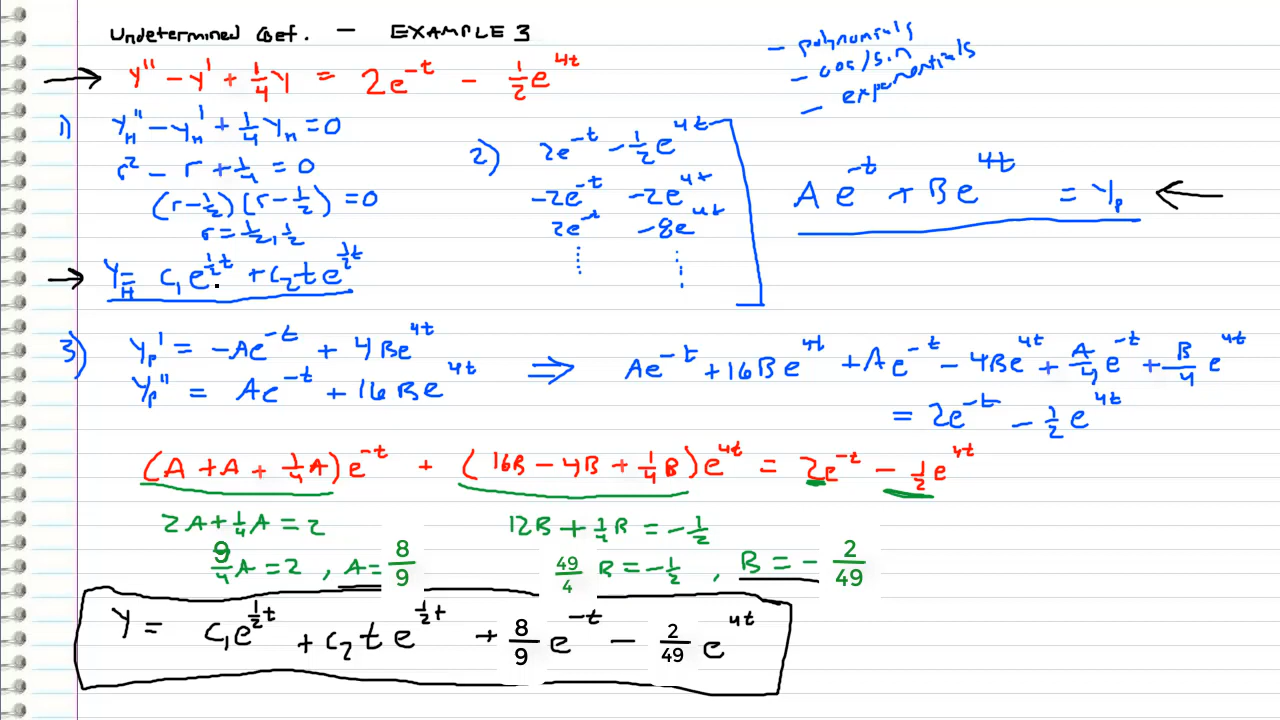 Undetermined Coef. — EXAMPLE 3
– polynomials
– cos/sin
– exponentials
→ y'' − y' + 1/4 y = 2e^{-t} − 1/2 e^{4t}
1) y_H'' − y_H' + 1/4 y_H = 0
r² − r + 1/4 = 0
(r − 1/2)(r − 1/2) = 0
r = 1/2, 1/2
→ Y_H = c₁e^{1/2 t} + c₂te^{1/2 t}
2) 2e^{-t} − 1/2 e^{4t}
−2e^{-t} −2e^{4t}
2e^{-t} −8e^{4t}
⋮ ⋮
Ae^{-t} + Be^{4t} = Y_p ←
3) Y_p' = −Ae^{-t} + 4Be^{4t}
Y_p'' = Ae^{-t} + 16Be^{4t}
⇒ Ae^{-t} + 16Be^{4t} + Ae^{-t} − 4Be^{4t} + A/4 e^{-t} + B/4 e^{4t}
= 2e^{-t} − 1/2 e^{4t}
(A + A + 1/4 A)e^{-t} + (16B − 4B + 1/4 B)e^{4t} = 2e^{-t} − 1/2 e^{4t}
2A + 1/4 A = 2
9/4 A = 2 , A = 8/9
12B + 1/4 B = −1/2
49/4 B = −1/2 , B = − 2/49
Y = c₁e^{1/2 t} + c₂te^{1/2 t} + 8/9 e^{-t} − 2/49 e^{4t}